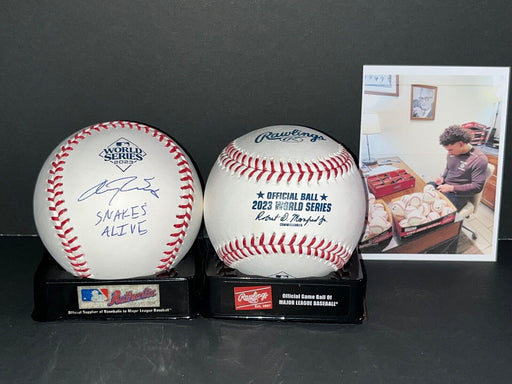 WORLD
SERIES
2023
SNAKES
ALIVE
Rawlings
OFFICIAL BALL
2023 WORLD SERIES
Robert D. Manfred Jr.
COMMISSIONER
Authentic
Official Supplier of Baseballs to Major League Baseball
Rawlings
Official Game Ball Of
MAJOR LEAGUE BASEBALL